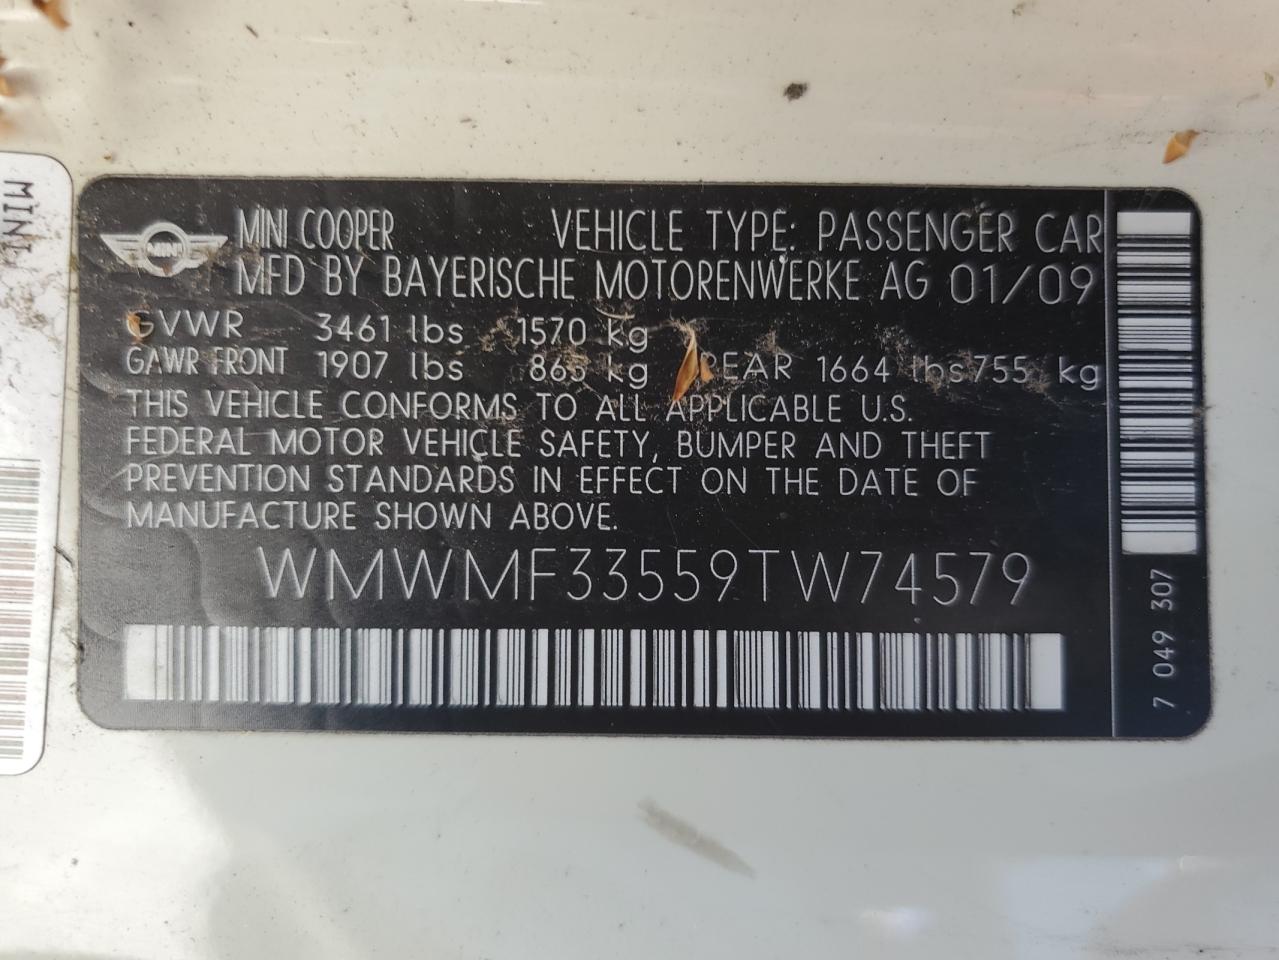 MINI
MINI COOPER VEHICLE TYPE: PASSENGER CAR
MFD BY BAYERISCHE MOTORENWERKE AG 01/09
GVWR 3461 lbs 1570 kg
GAWR FRONT 1907 lbs 865 kg REAR 1664 lbs 755 kg
THIS VEHICLE CONFORMS TO ALL APPLICABLE U.S.
FEDERAL MOTOR VEHICLE SAFETY, BUMPER AND THEFT
PREVENTION STANDARDS IN EFFECT ON THE DATE OF
MANUFACTURE SHOWN ABOVE.
WMWMF33559TW74579
7 049 307
MINI